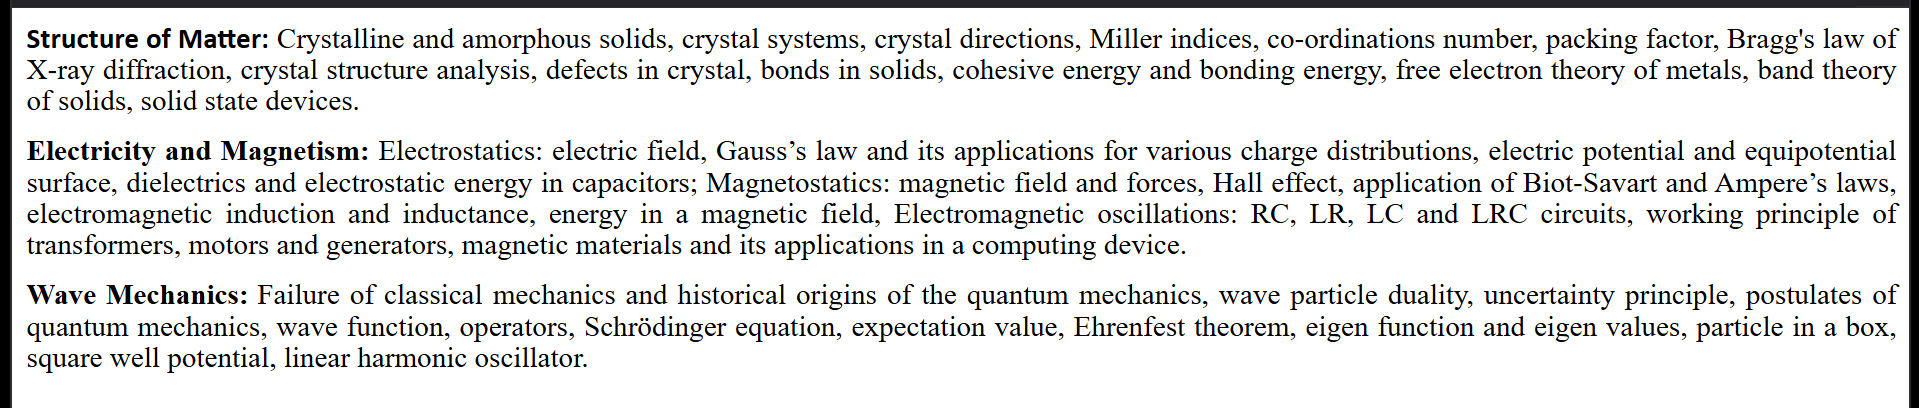 Structure of Matter: Crystalline and amorphous solids, crystal systems, crystal directions, Miller indices, co-ordinations number, packing factor, Bragg's law of
X-ray diffraction, crystal structure analysis, defects in crystal, bonds in solids, cohesive energy and bonding energy, free electron theory of metals, band theory
of solids, solid state devices.
Electricity and Magnetism: Electrostatics: electric field, Gauss’s law and its applications for various charge distributions, electric potential and equipotential
surface, dielectrics and electrostatic energy in capacitors; Magnetostatics: magnetic field and forces, Hall effect, application of Biot-Savart and Ampere’s laws,
electromagnetic induction and inductance, energy in a magnetic field, Electromagnetic oscillations: RC, LR, LC and LRC circuits, working principle of
transformers, motors and generators, magnetic materials and its applications in a computing device.
Wave Mechanics: Failure of classical mechanics and historical origins of the quantum mechanics, wave particle duality, uncertainty principle, postulates of
quantum mechanics, wave function, operators, Schrödinger equation, expectation value, Ehrenfest theorem, eigen function and eigen values, particle in a box,
square well potential, linear harmonic oscillator.